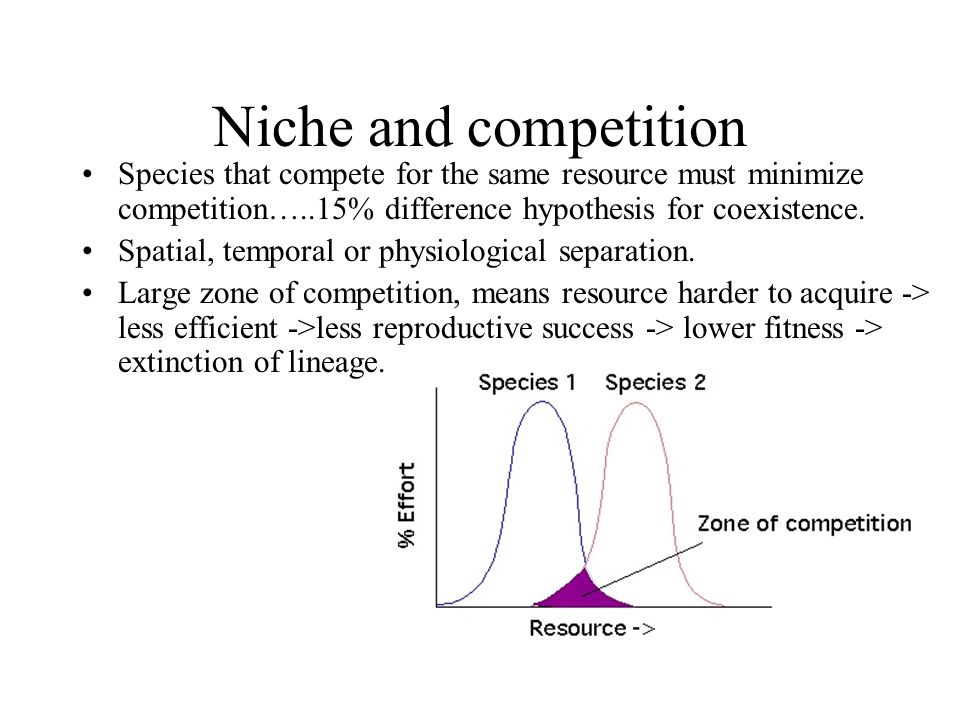 Niche and competition
• Species that compete for the same resource must minimize
competition…..15% difference hypothesis for coexistence.
• Spatial, temporal or physiological separation.
• Large zone of competition, means resource harder to acquire ->
less efficient ->less reproductive success -> lower fitness ->
extinction of lineage.
Species 1 Species 2
% Effort
Zone of competition
Resource ->